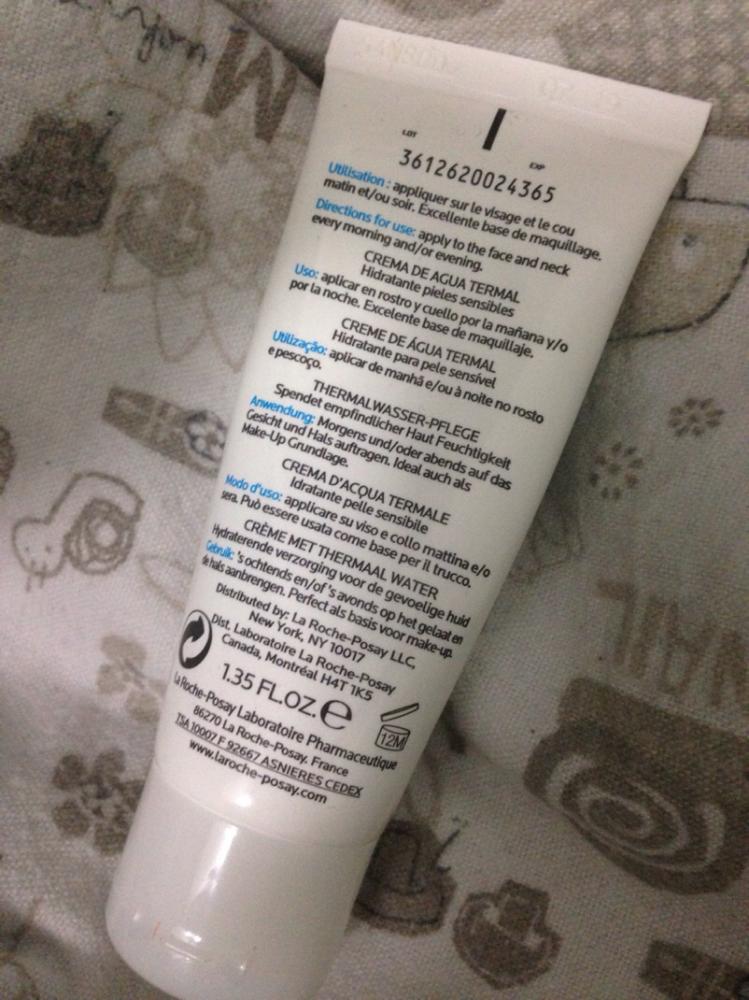 LOT
EXP
3612620024365
Utilisation : appliquer sur le visage et le cou
matin et/ou soir. Excellente base de maquillage.
Directions for use: apply to the face and neck
every morning and/or evening.
CREMA DE AGUA TERMAL
Hidratante pieles sensibles
Uso: aplicar en rostro y cuello por la mañana y/o
por la noche. Excelente base de maquillaje.
CREME DE ÁGUA TERMAL
Hidratante para pele sensível
Utilização: aplicar de manhã e/ou à noite no rosto
e pescoço.
THERMALWASSER-PFLEGE
Spendet empfindlicher Haut Feuchtigkeit
Anwendung: Morgens und/oder abends auf das
Gesicht und Hals auftragen. Ideal auch als
Make-Up Grundlage.
CREMA D'ACQUA TERMALE
Idratante pelle sensibile
Modo d'uso: applicare su viso e collo mattina e/o
sera. Può essere usata come base per il trucco.
CRÈME MET THERMAAL WATER
Hydraterende verzorging voor de gevoelige huid
Gebruik: 's ochtends en/of 's avonds op het gelaat en
de hals aanbrengen. Perfect als basis voor make-up.
Distributed by: La Roche-Posay LLC,
New York, NY 10017
Dist. Laboratoire La Roche-Posay
Canada, Montréal H4T 1K5
1.35 FL.OZ. e
12M
La Roche-Posay Laboratoire Pharmaceutique
86270 La Roche-Posay. France
TSA 10007 F 92667 ASNIERES CEDEX
www.laroche-posay.com